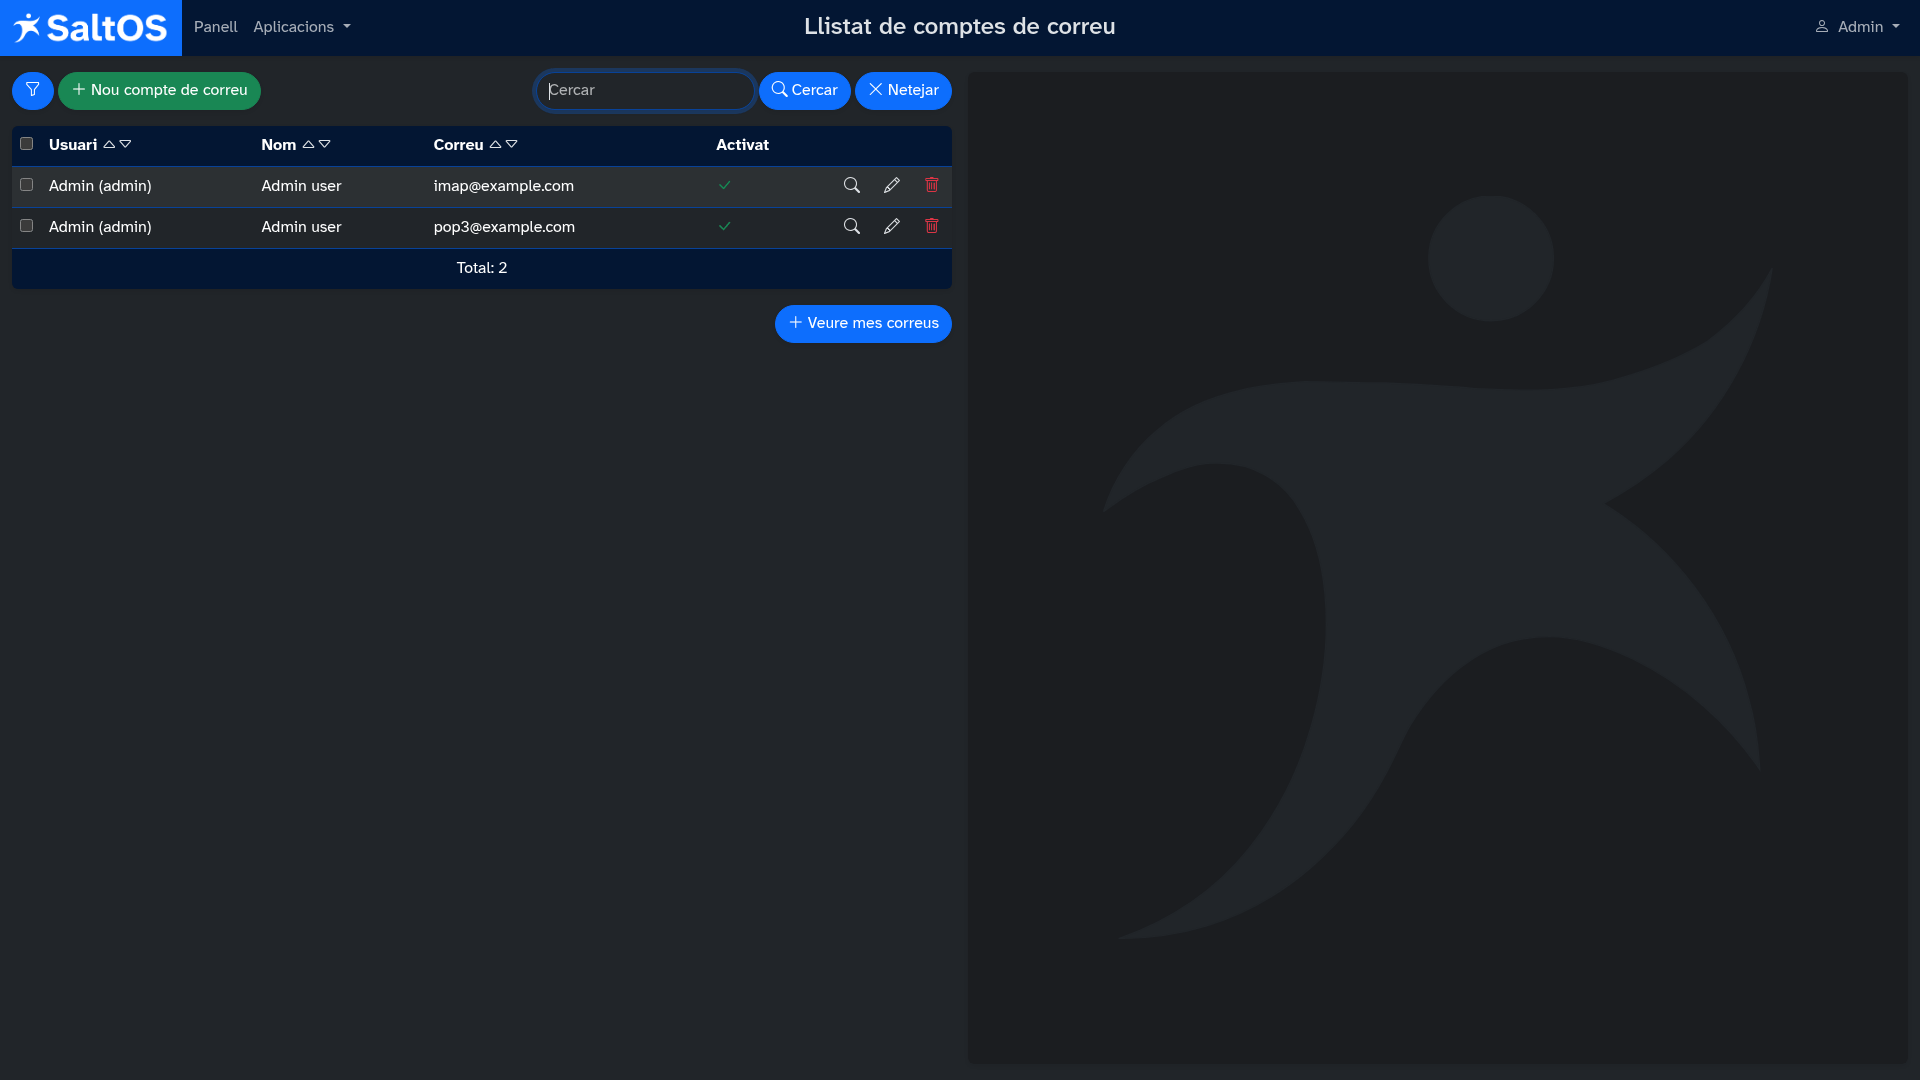 SaltOS Panell Aplicacions Llistat de comptes de correu Admin
Nou compte de correu Cercar Cercar Netejar
Usuari Nom Correu Activat
Admin (admin) Admin user imap@example.com
Admin (admin) Admin user pop3@example.com
Total: 2
Veure mes correus